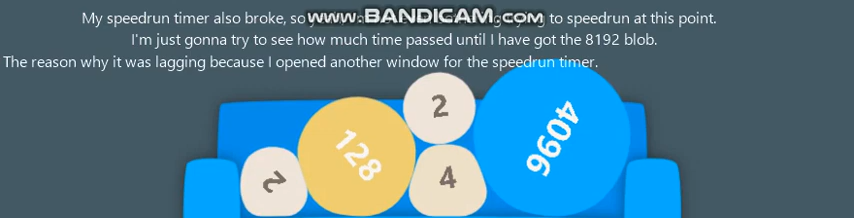 My speedrun timer also broke, so to speedrun at this point.
www.BANDICAM.com
I'm just gonna try to see how much time passed until I have got the 8192 blob.
The reason why it was lagging because I opened another window for the speedrun timer.
2
128
2
4
4096